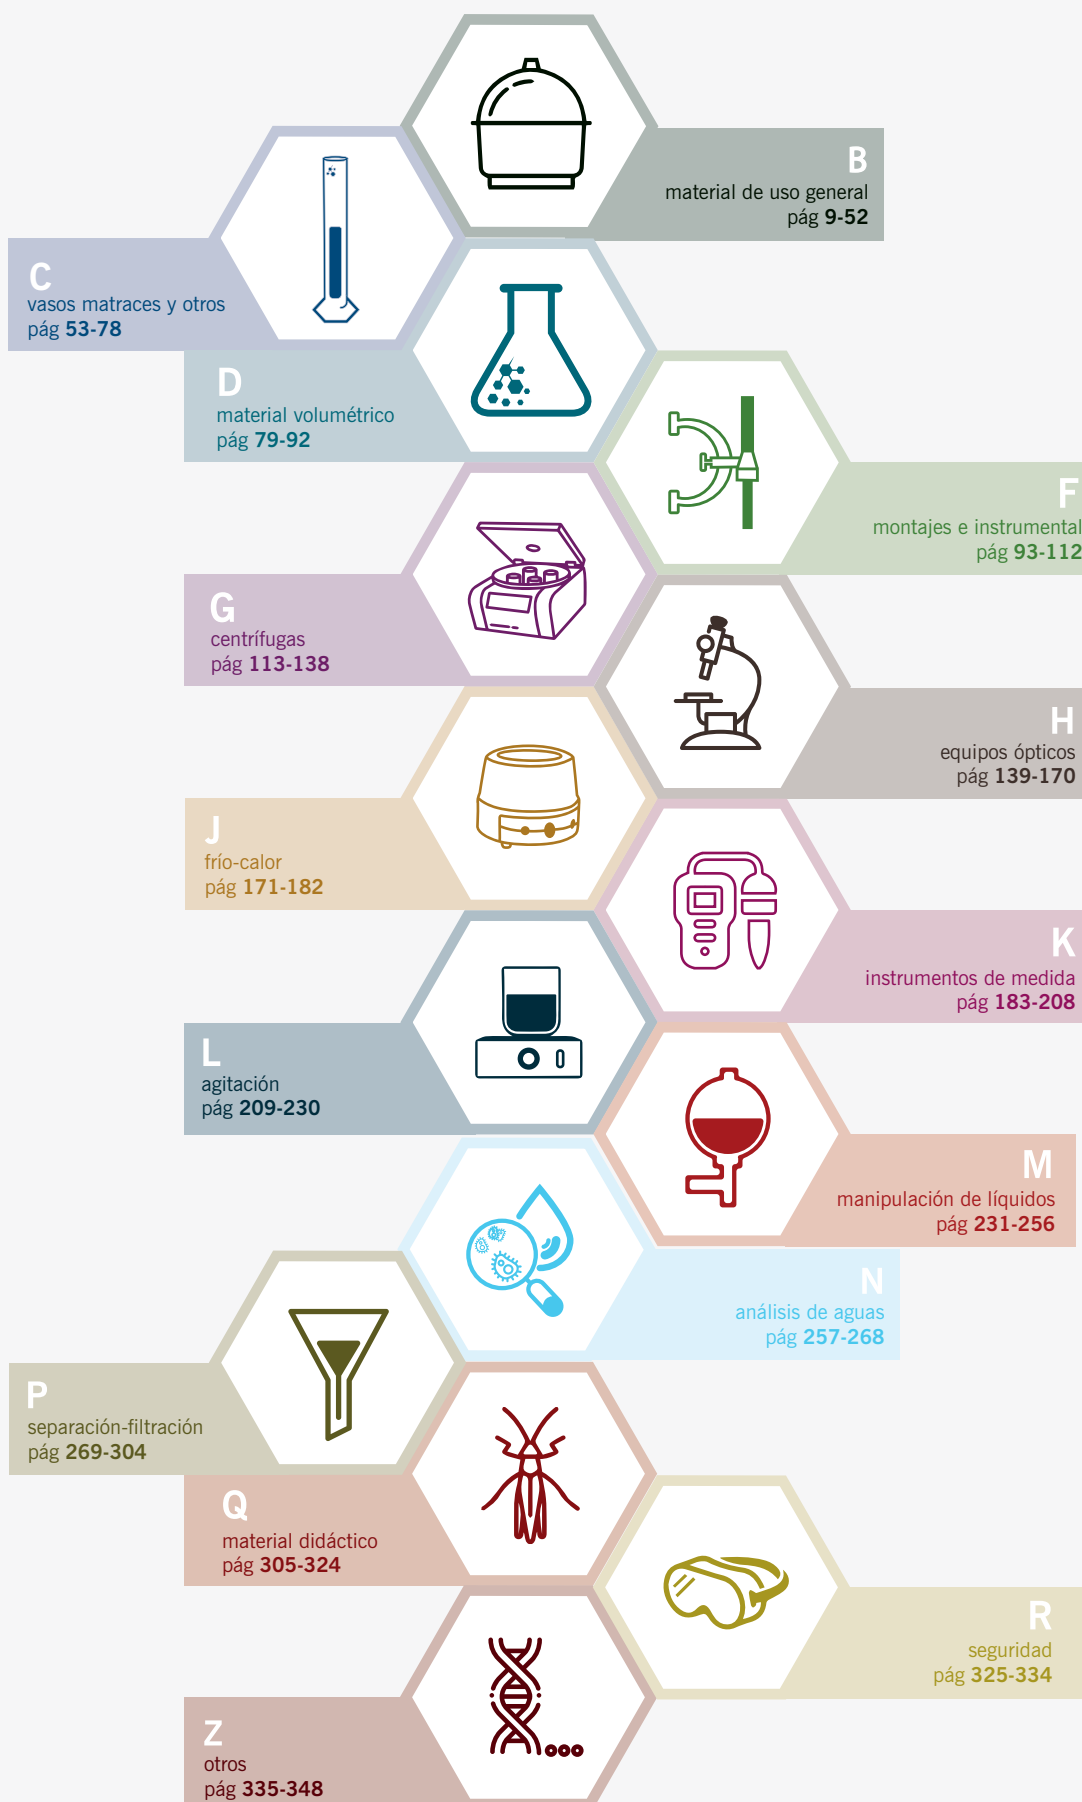 B
material de uso general
pág 9-52
C
vasos matraces y otros
pág 53-78
D
material volumétrico
pág 79-92
F
montajes e instrumental
pág 93-112
G
centrífugas
pág 113-138
H
equipos ópticos
pág 139-170
J
frío-calor
pág 171-182
K
instrumentos de medida
pág 183-208
L
agitación
pág 209-230
M
manipulación de líquidos
pág 231-256
N
análisis de aguas
pág 257-268
P
separación-filtración
pág 269-304
Q
material didáctico
pág 305-324
R
seguridad
pág 325-334
Z
otros
pág 335-348